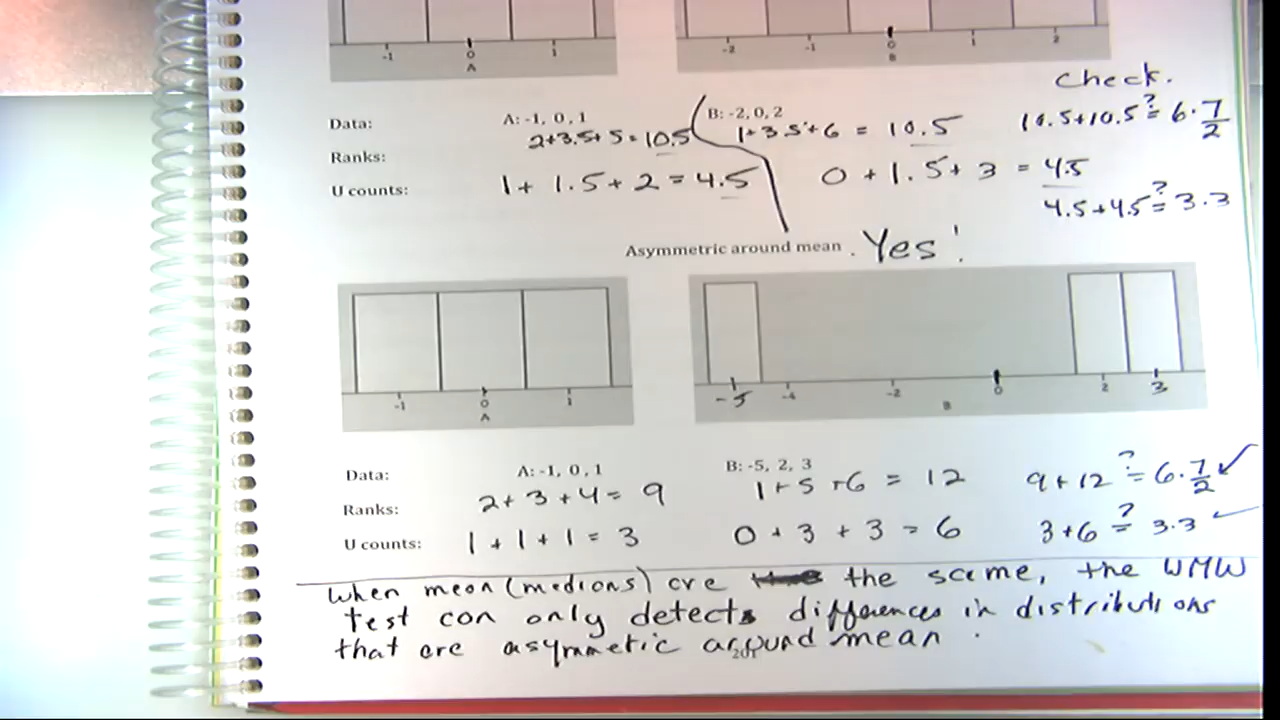 -1 0 1 -2 -1 0 1 2
A B
check.
Data: A: -1, 0, 1 B: -2, 0, 2 10.5+10.5 ?= 6·7/2
Ranks: 2+3.5+5=10.5 1+3.5+6 = 10.5
U counts: 1 + 1.5 + 2 = 4.5 0 + 1.5 + 3 = 4.5
4.5+4.5 ?= 3·3
Asymmetric around mean. Yes!
-1 0 1 -5 -4 -2 0 2 3
A B
Data: A: -1, 0, 1 B: -5, 2, 3
Ranks: 2+3+4= 9 1+5+6 = 12 9+12 ?= 6·7/2 ✓
U counts: 1+1+1 = 3 0 + 3 + 3 = 6 3+6 ?= 3·3 ✓
When mean (medians) are the same, the WMW
test can only detects differences in distributions
that are asymmetric around mean.
201